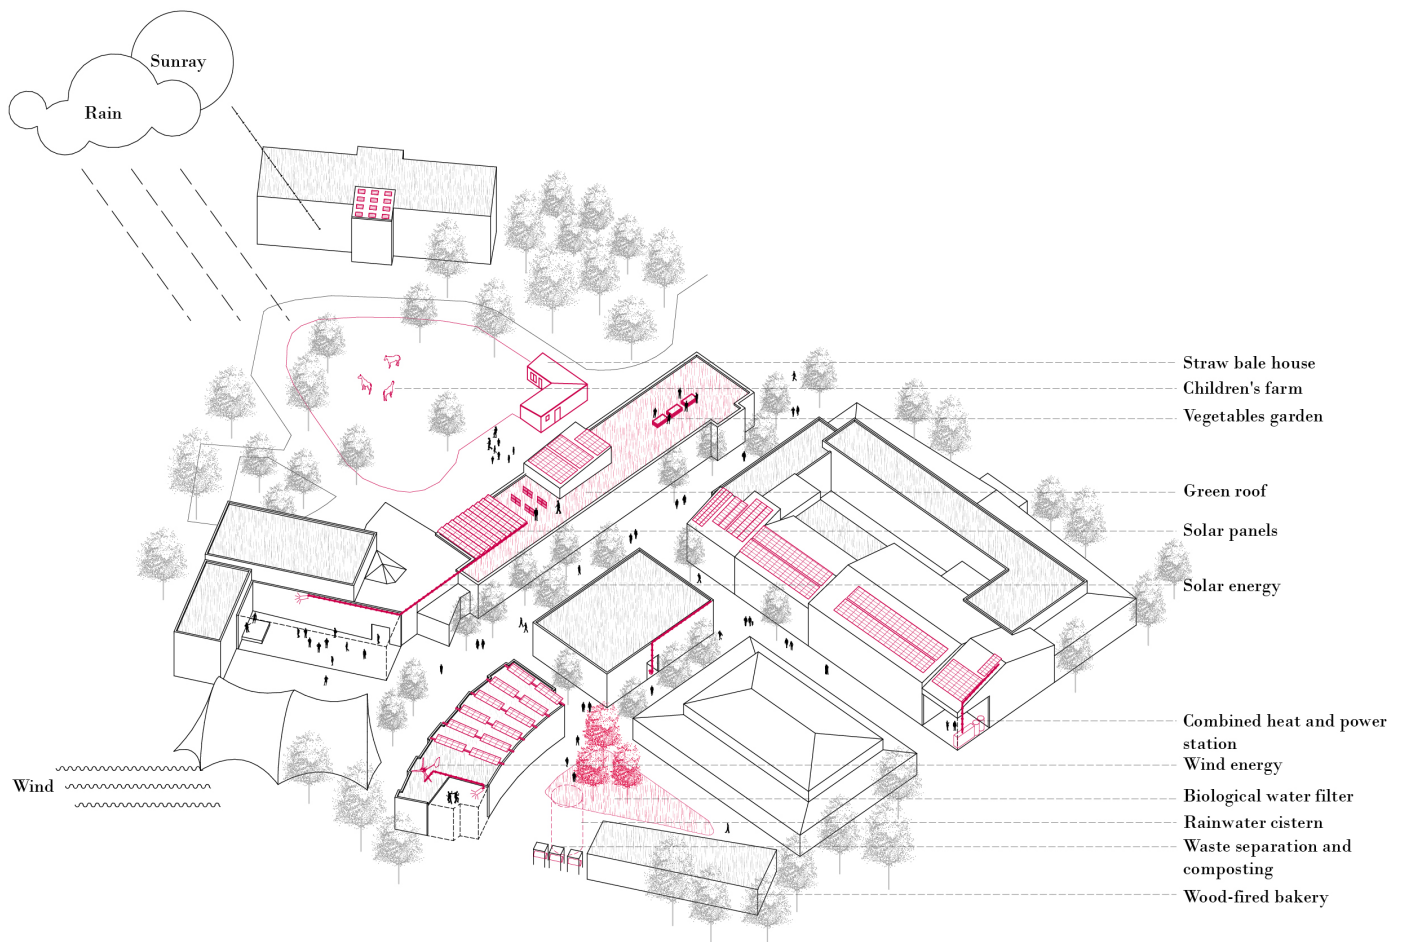 Sunray
Rain
Straw bale house
Children's farm
Vegetables garden
Green roof
Solar panels
Solar energy
Combined heat and power
station
Wind energy
Wind
Biological water filter
Rainwater cistern
Waste separation and
composting
Wood-fired bakery